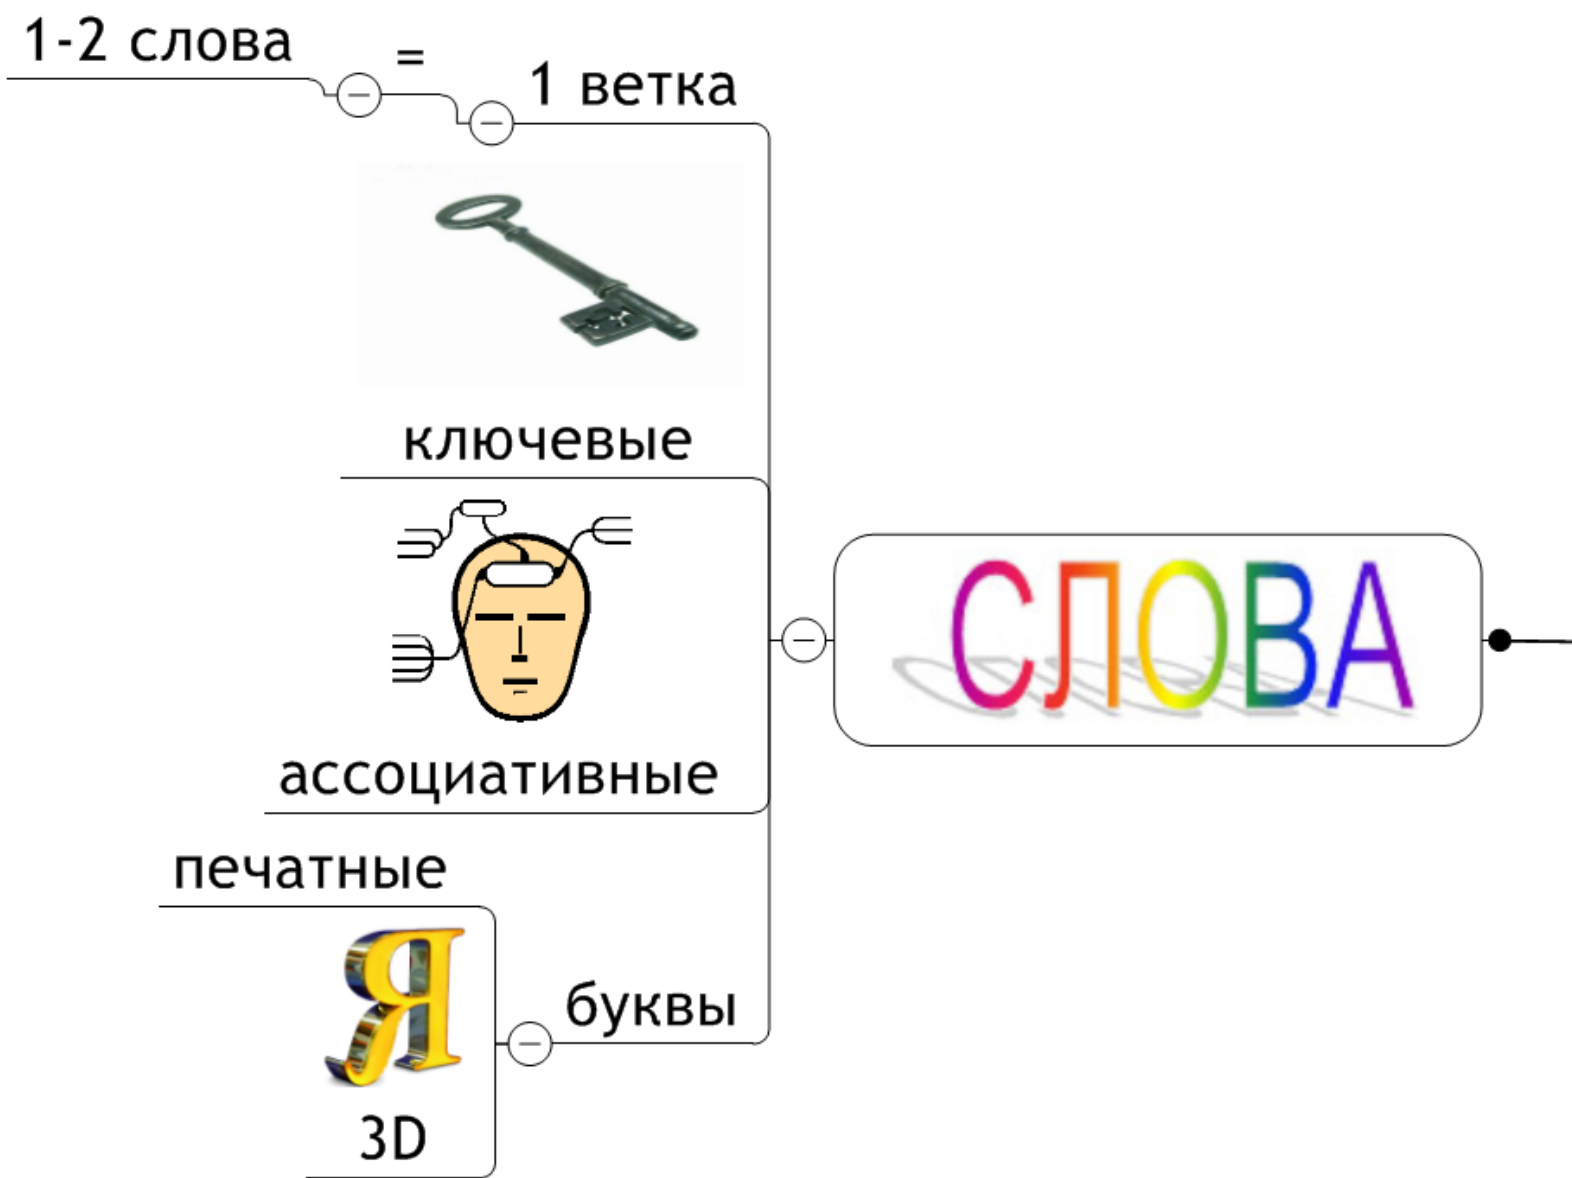 1-2 слова
=
1 ветка
ключевые
СЛОВА
ассоциативные
печатные
Я
буквы
3D